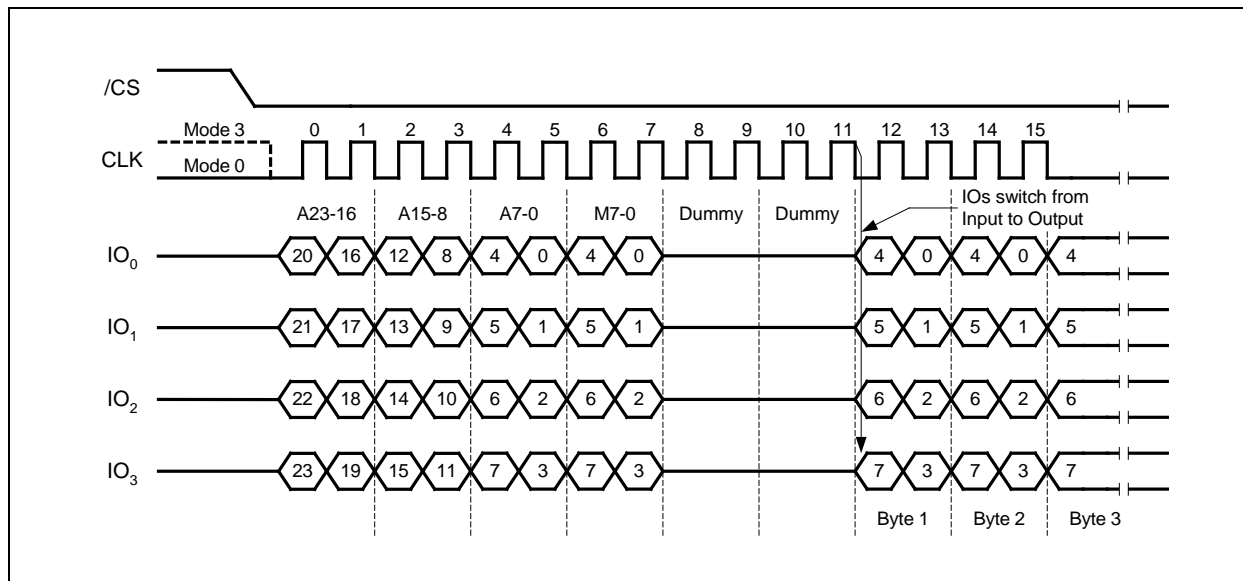 /CS
Mode 3 0 1 2 3 4 5 6 7 8 9 10 11 12 13 14 15
CLK
Mode 0
IOs switch from
Input to Output
A23-16 A15-8 A7-0 M7-0 Dummy Dummy
IO0 20 16 12 8 4 0 4 0 4 0 4 0 4
IO1 21 17 13 9 5 1 5 1 5 1 5 1 5
IO2 22 18 14 10 6 2 6 2 6 2 6 2 6
IO3 23 19 15 11 7 3 7 3 7 3 7 3 7
Byte 1 Byte 2 Byte 3